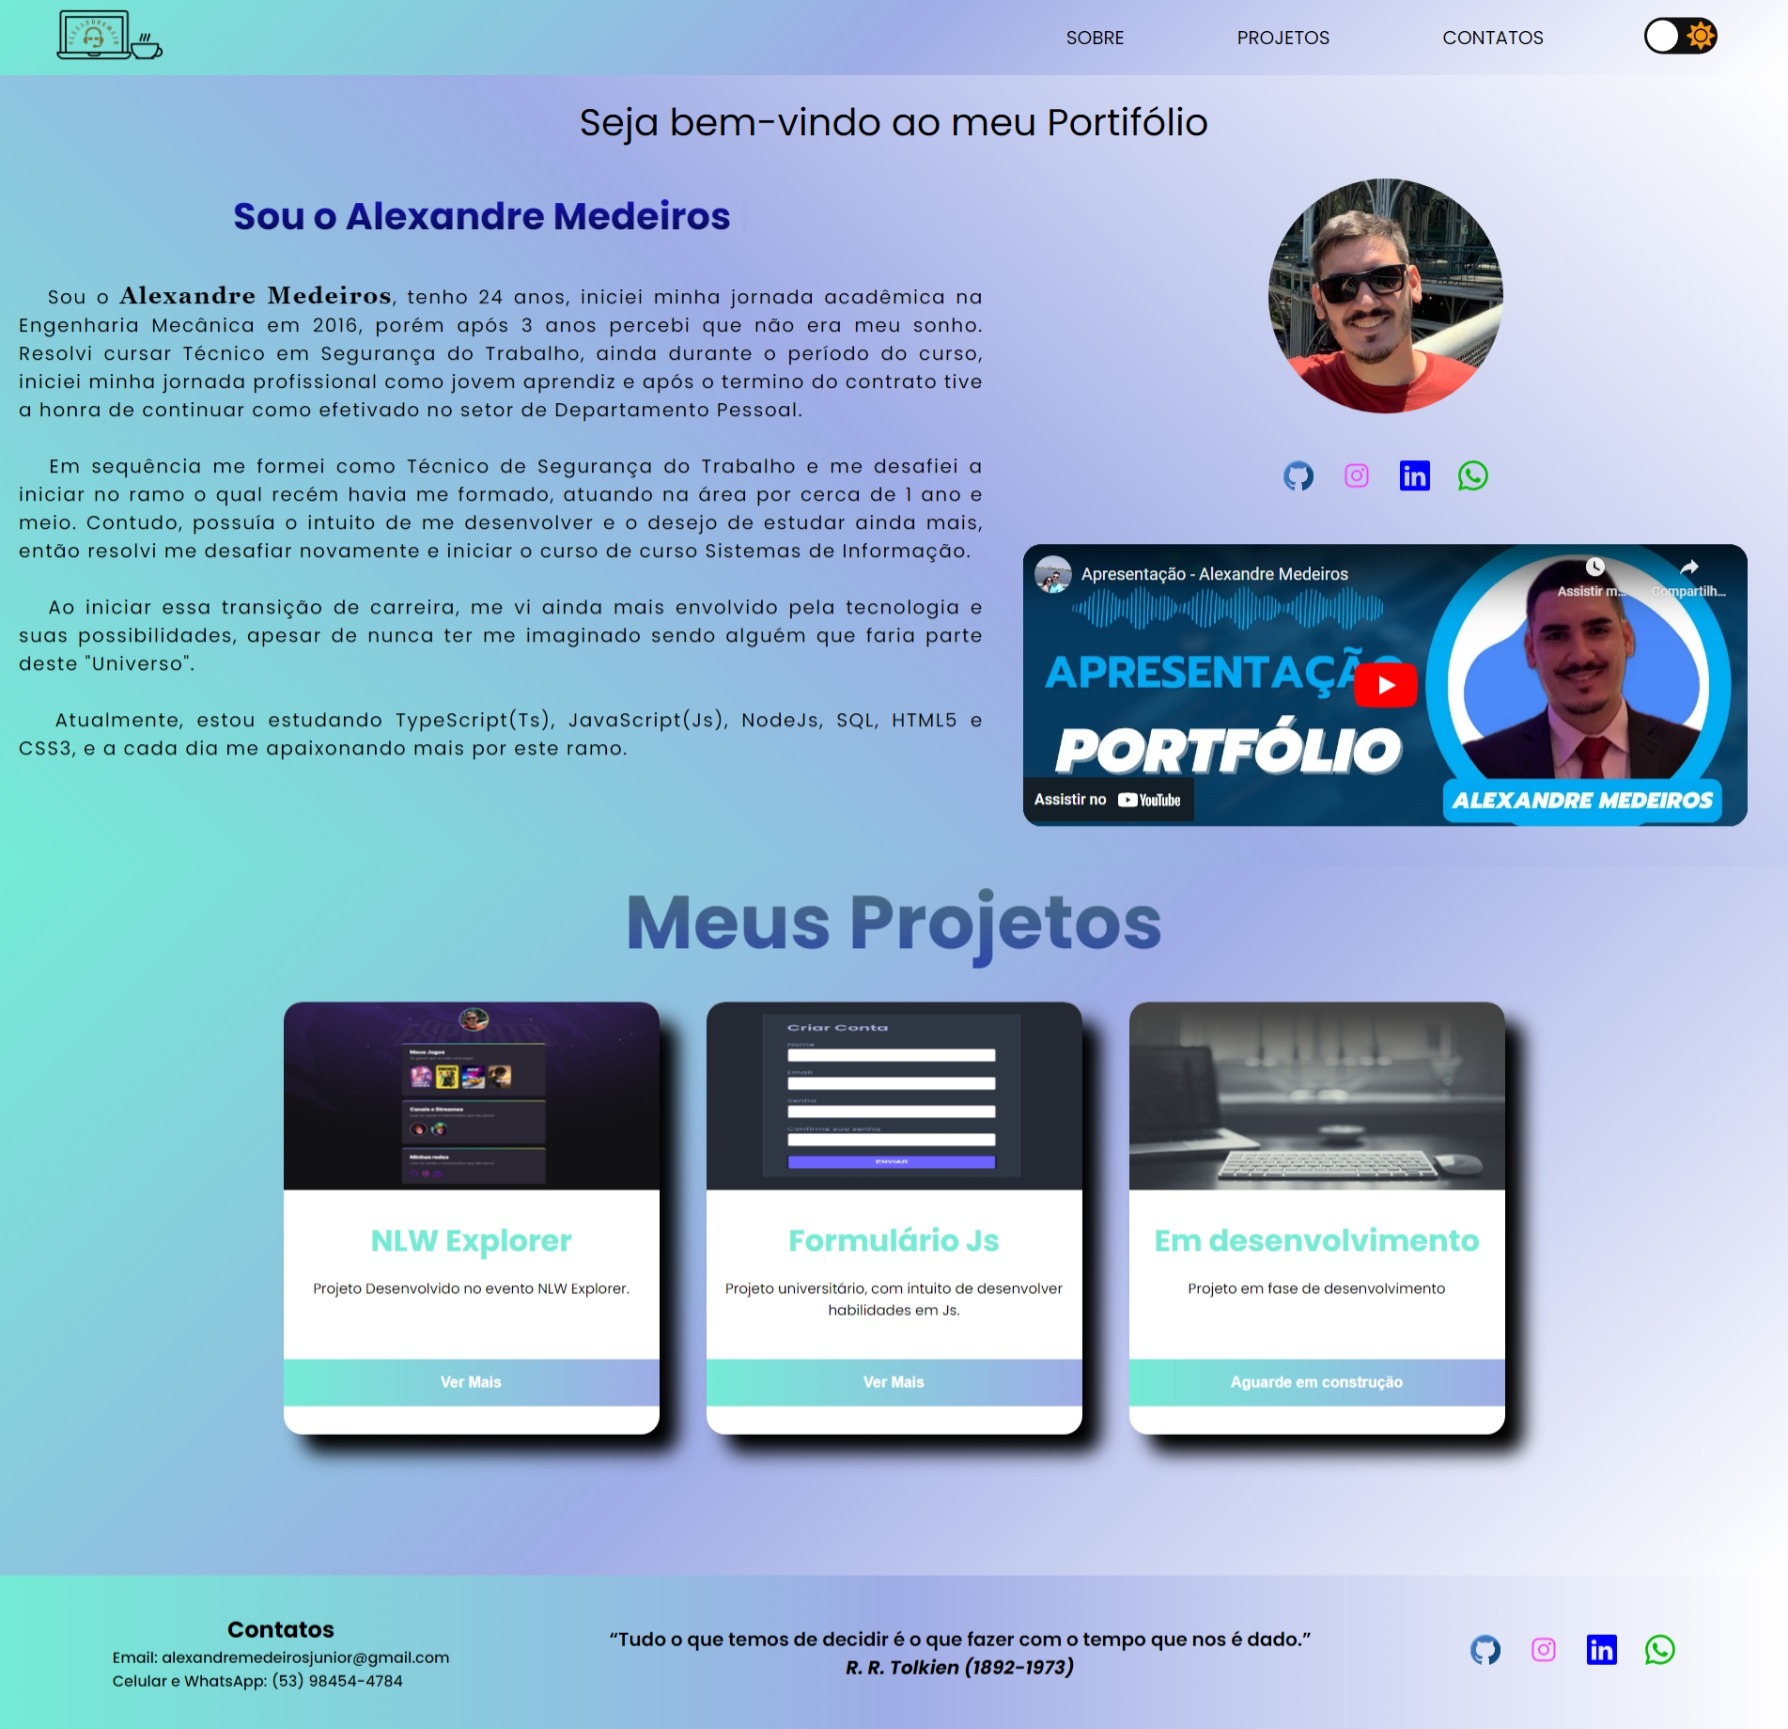 SOBRE
PROJETOS
CONTATOS
Seja bem-vindo ao meu Portifólio
Sou o Alexandre Medeiros
Sou o Alexandre Medeiros, tenho 24 anos, iniciei minha jornada acadêmica na
Engenharia Mecânica em 2016, porém após 3 anos percebi que não era meu sonho.
Resolvi cursar Técnico em Segurança do Trabalho, ainda durante o período do curso,
iniciei minha jornada profissional como jovem aprendiz e após o termino do contrato tive
a honra de continuar como efetivado no setor de Departamento Pessoal.
Em sequência me formei como Técnico de Segurança do Trabalho e me desafiei a
iniciar no ramo o qual recém havia me formado, atuando na área por cerca de 1 ano e
meio. Contudo, possuía o intuito de me desenvolver e o desejo de estudar ainda mais,
então resolvi me desafiar novamente e iniciar o curso de curso Sistemas de Informação.
Ao iniciar essa transição de carreira, me vi ainda mais envolvido pela tecnologia e
suas possibilidades, apesar de nunca ter me imaginado sendo alguém que faria parte
deste "Universo".
Atualmente, estou estudando TypeScript(Ts), JavaScript(Js), NodeJs, SQL, HTML5 e
CSS3, e a cada dia me apaixonando mais por este ramo.
in
Apresentação - Alexandre Medeiros
Assistir m...
Compartilh...
APRESENTAÇÃO
PORTFÓLIO
Assistir no YouTube
ALEXANDRE MEDEIROS
Meus Projetos
Meus Jogos
Canais e Streames
Minhas redes
NLW Explorer
Projeto Desenvolvido no evento NLW Explorer.
Ver Mais
Criar Conta
Nome
Email
Senha
Confirme sua senha
ENVIAR
Formulário Js
Projeto universitário, com intuito de desenvolver
habilidades em Js.
Ver Mais
Em desenvolvimento
Projeto em fase de desenvolvimento
Aguarde em construção
Contatos
Email: alexandremedeirosjunior@gmail.com
Celular e WhatsApp: (53) 98454-4784
“Tudo o que temos de decidir é o que fazer com o tempo que nos é dado.”
R. R. Tolkien (1892-1973)
in